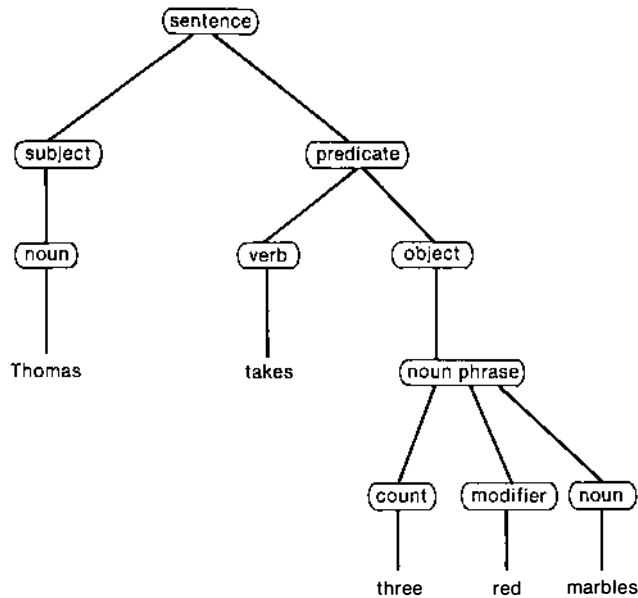 sentence
subject
predicate
noun
verb
object
Thomas
takes
noun phrase
count
modifier
noun
three
red
marbles